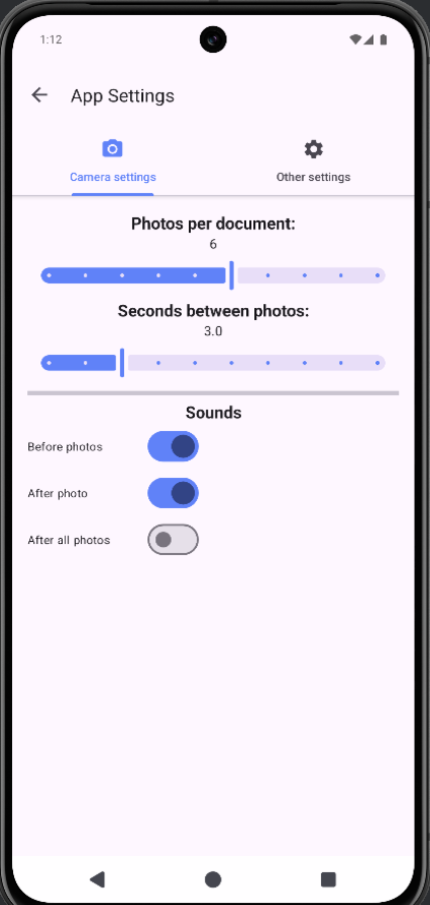 1:12
App Settings
Camera settings
Other settings
Photos per document:
6
Seconds between photos:
3.0
Sounds
Before photos
After photo
After all photos